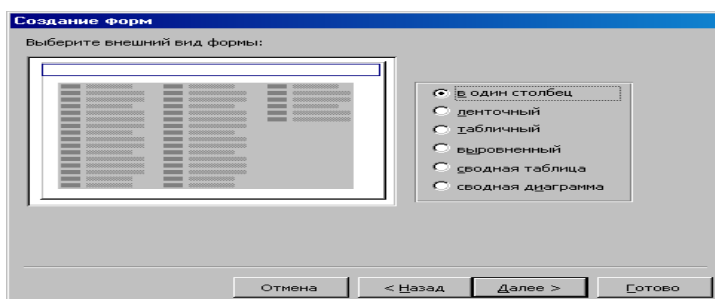 Создание форм
Выберите внешний вид формы:
в один столбец
ленточный
табличный
выровненный
сводная таблица
сводная диаграмма
Отмена
< Назад
Далее >
Готово